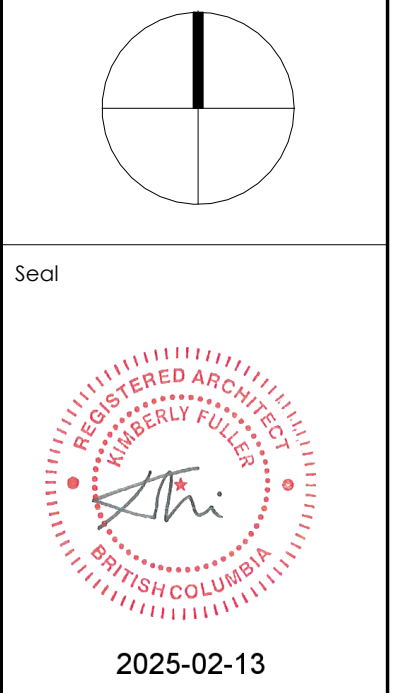 Seal
REGISTERED ARCHITECT
KIMBERLY FULLER
BRITISH COLUMBIA
2025-02-13